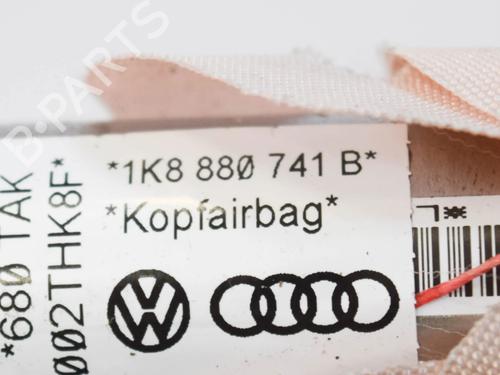 *1K8 880 741 B*
*Kopfairbag*
*680 TAK
002THK8F*
B-PARTS